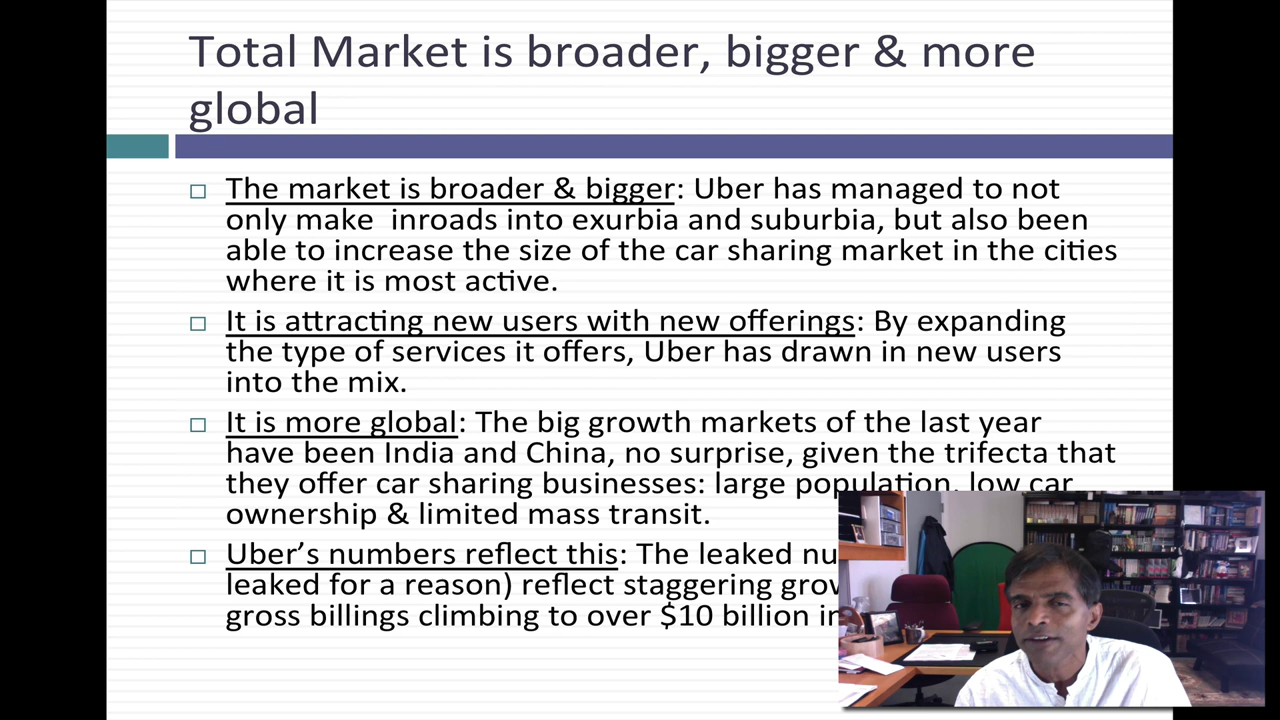 Total Market is broader, bigger & more
global
The market is broader & bigger: Uber has managed to not
only make inroads into exurbia and suburbia, but also been
able to increase the size of the car sharing market in the cities
where it is most active.
It is attracting new users with new offerings: By expanding
the type of services it offers, Uber has drawn in new users
into the mix.
It is more global: The big growth markets of the last year
have been India and China, no surprise, given the trifecta that
they offer car sharing businesses: large population, low car
ownership & limited mass transit.
Uber's numbers reflect this: The leaked
leaked for a reason) reflect staggering
gross billings climbing to over $10 billion